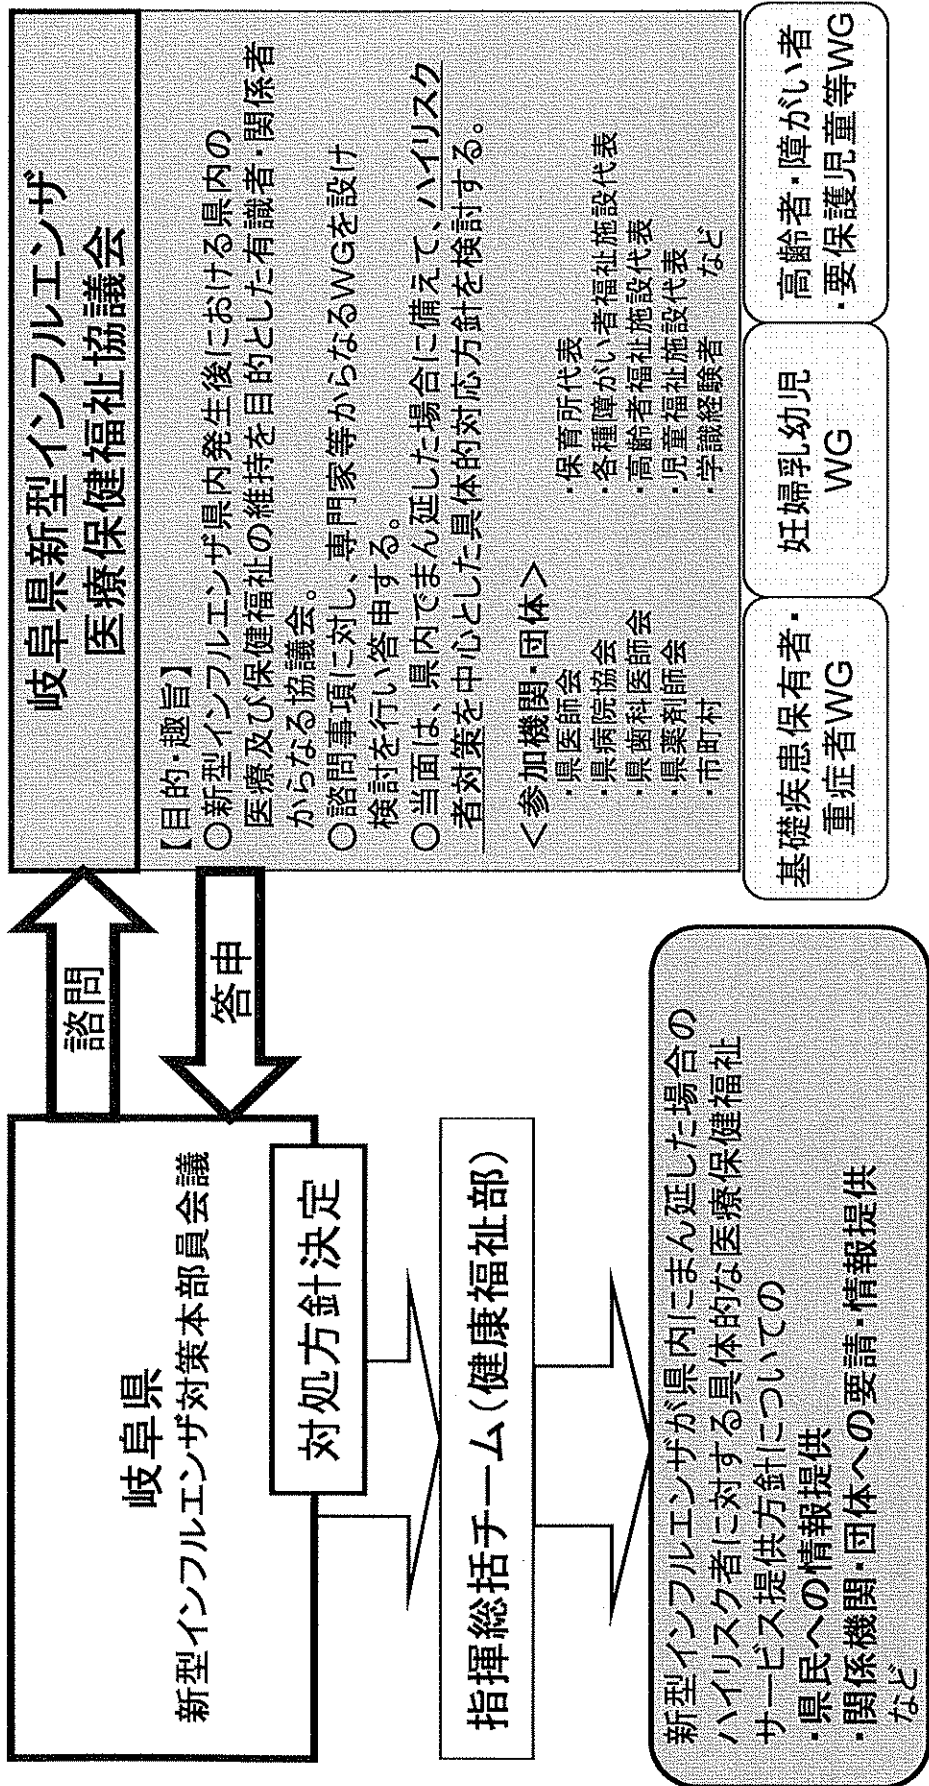 岐阜県
新型インフルエンザ対策本部員会議
対処方針決定
指揮総括チーム(健康福祉部)
新型インフルエンザが県内にまん延した場合の
ハイリスク者に対する具体的な医療保健福祉
サービス提供方針についての
・県民への情報提供
・関係機関・団体への要請・情報提供
など
諮問
答申
岐阜県新型インフルエンザ
医療保健福祉協議会
【目的・趣旨】
○新型インフルエンザ県内発生後における県内の
医療及び保健福祉の維持を目的とした有識者・関係者
からなる協議会。
○諮問事項に対し、専門家等からなるWGを設け
検討を行い答申する。
○当面は、県内でまん延した場合に備えて、ハイリスク
者対策を中心とした具体的対応方針を検討する。
<参加機関・団体>
・県医師会
・県病院協会
・県歯科医師会
・県薬剤師会
・市町村
・保育所代表
・各種障がい者福祉施設代表
・高齢者福祉施設代表
・児童福祉施設代表
・学識経験者 など
基礎疾患保有者・
重症者WG
妊婦乳幼児
WG
高齢者・障がい者
・要保護児童等WG